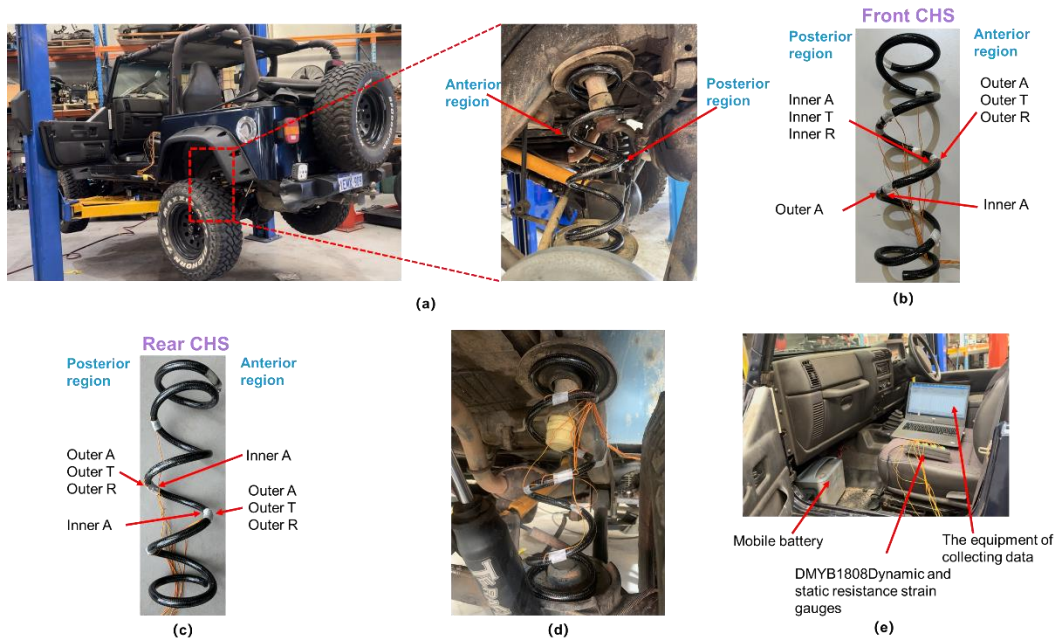 Anterior
region
Posterior
region
(a)
Front CHS
Posterior
region
Anterior
region
Inner A
Inner T
Inner R
Outer A
Outer T
Outer R
Outer A
Inner A
(b)
Rear CHS
Posterior
region
Anterior
region
Outer A
Outer T
Outer R
Inner A
Inner A
Outer A
Outer T
Outer R
(c)
(d)
Mobile battery
DMYB1808Dynamic and
static resistance strain
gauges
The equipment of
collecting data
(e)